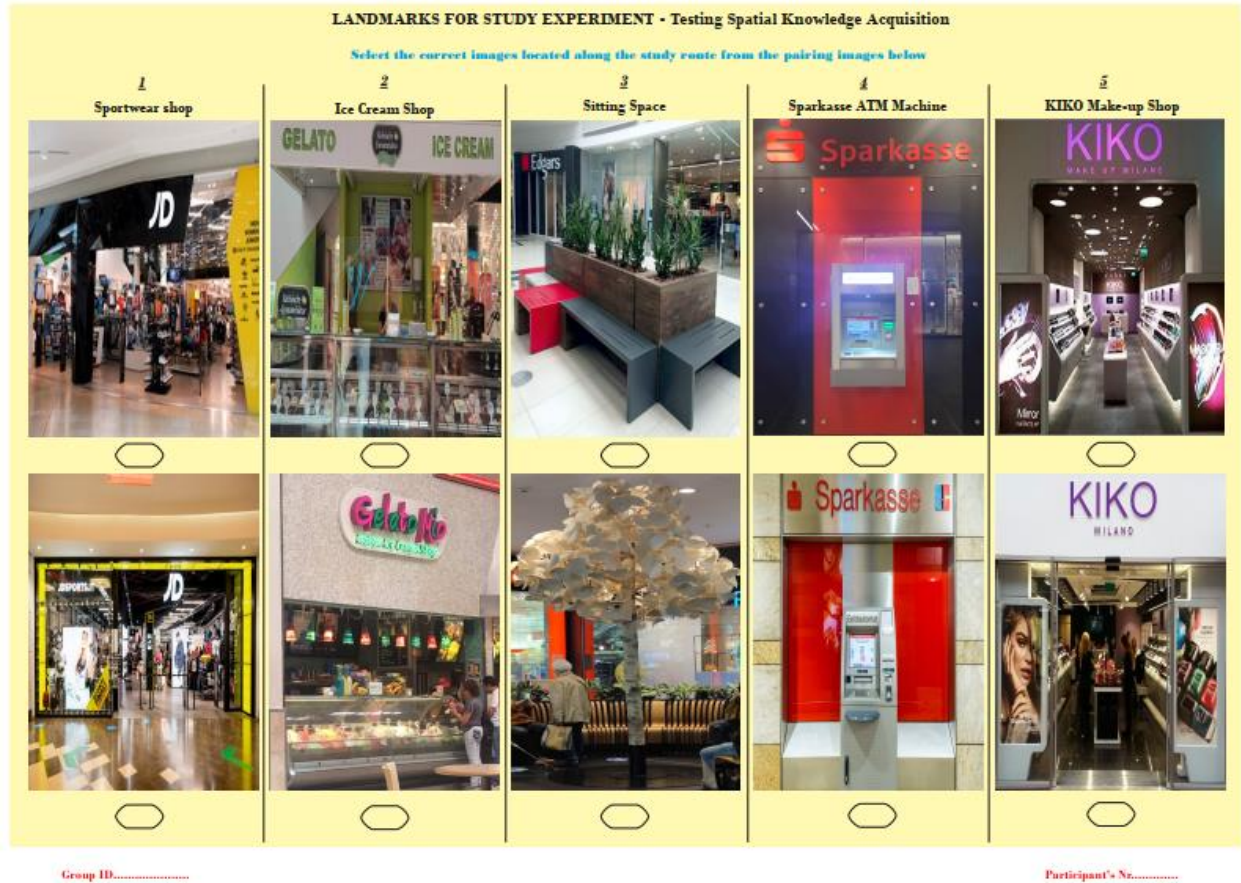 LANDMARKS FOR STUDY EXPERIMENT - Testing Spatial Knowledge Acquisition
Select the correct images located along the study route from the pairing images below
1
Sportwear shop
2
Ice Cream Shop
3
Sitting Space
4
Sparkasse ATM Machine
5
KIKO Make-up Shop
JD
GELATO
ICE CREAM
Edgars
Sparkasse
KIKO
MAKE UP MILANO
KIKO
Mirror
JD
GelatoMio
Sparkasse
KIKO
MILANO
Group ID.....................
Participant's Nr.............